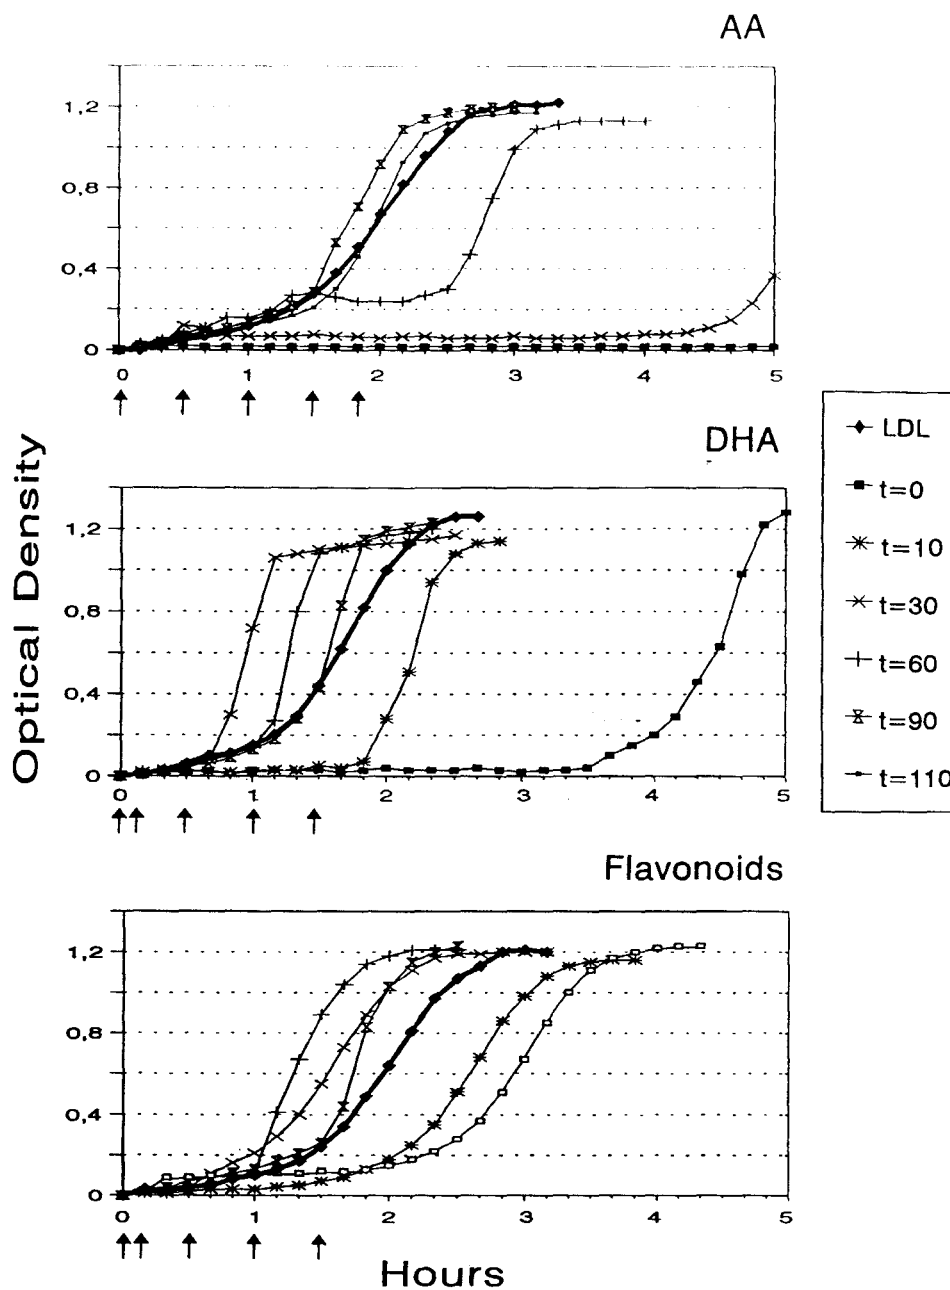 AA
1,2
0,8
0,4
0
0 1 2 3 4 5
DHA
1,2
0,8
0,4
0
0 1 2 3 4 5
Flavonoids
1,2
0,8
0,4
0
0 1 2 3 4 5
Optical Density
Hours
LDL
t=0
t=10
t=30
t=60
t=90
t=110